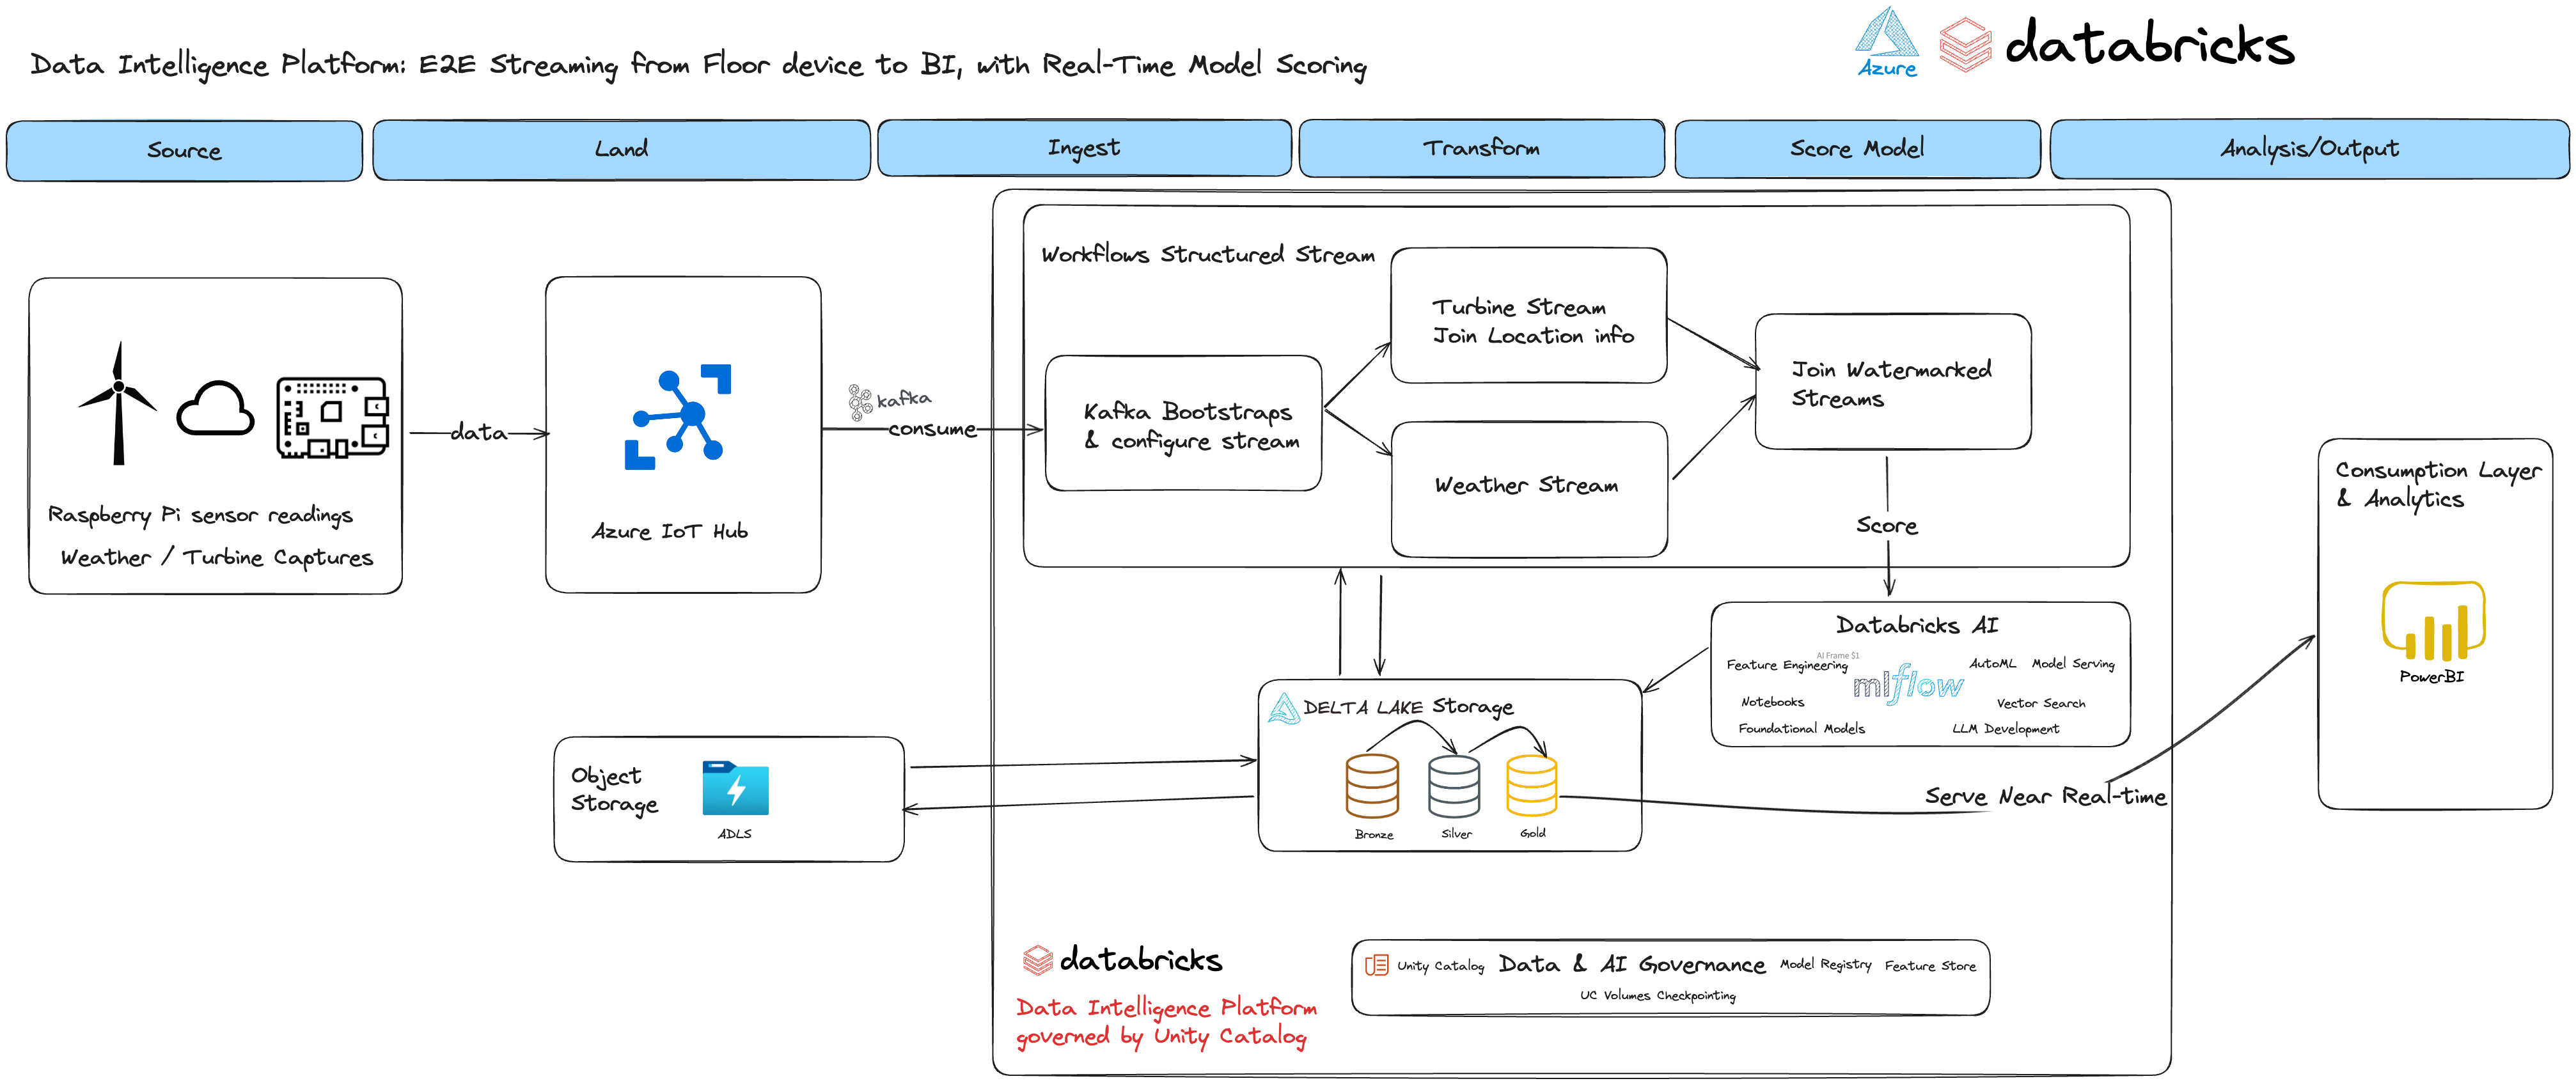 Data Intelligence Platform: E2E Streaming from Floor device to BI, with Real-Time Model Scoring
Azure
databricks
Source
Land
Ingest
Transform
Score Model
Analysis/Output
Raspberry Pi sensor readings
Weather / Turbine Captures
data
Azure IoT Hub
kafka
consume
Workflows Structured Stream
Kafka Bootstraps
& configure stream
Turbine Stream
Join Location info
Weather Stream
Join Watermarked
Streams
Score
Databricks AI
AI Frame $1
Feature Engineering
mlflow
AutoML
Model Serving
Notebooks
Vector Search
Foundational Models
LLM Development
DELTA LAKE Storage
Bronze
Silver
Gold
Object
Storage
ADLS
Serve Near Real-time
Consumption Layer
& Analytics
PowerBI
databricks
Data Intelligence Platform
governed by Unity Catalog
Unity Catalog
Data & AI Governance
Model Registry
Feature Store
UC Volumes Checkpointing